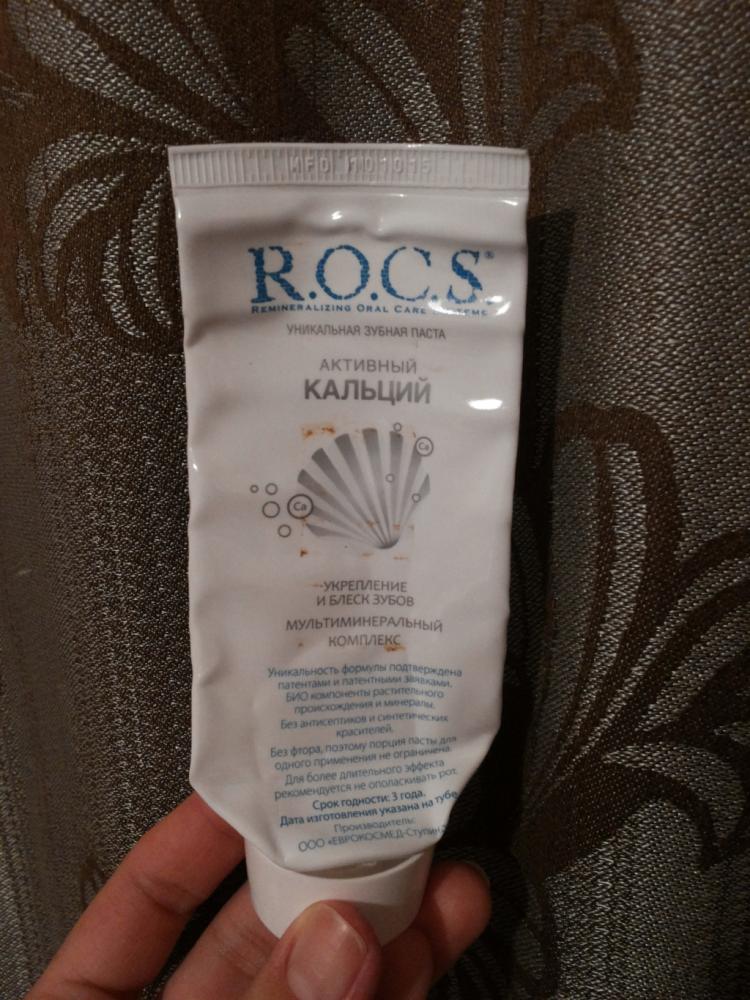 MFD
R.O.C.S.®
REMINERALIZING ORAL CARE SYSTEMS
УНИКАЛЬНАЯ ЗУБНАЯ ПАСТА
АКТИВНЫЙ
КАЛЬЦИЙ
Ca
Ca
УКРЕПЛЕНИЕ
И БЛЕСК ЗУБОВ
МУЛЬТИМИНЕРАЛЬНЫЙ
КОМПЛЕКС
Уникальность формулы подтверждена
патентами и патентными заявками.
БИО компоненты растительного
происхождения и минералы.
Без антисептиков и синтетических
красителей.
Без фтора, поэтому порция пасты для
одного применения не ограничена.
Для более длительного эффекта
рекомендуется не ополаскивать рот.
Срок годности: 3 года.
Дата изготовления указана на тубе
Производитель:
ООО «ЕВРОКОСМЕД-Ступин